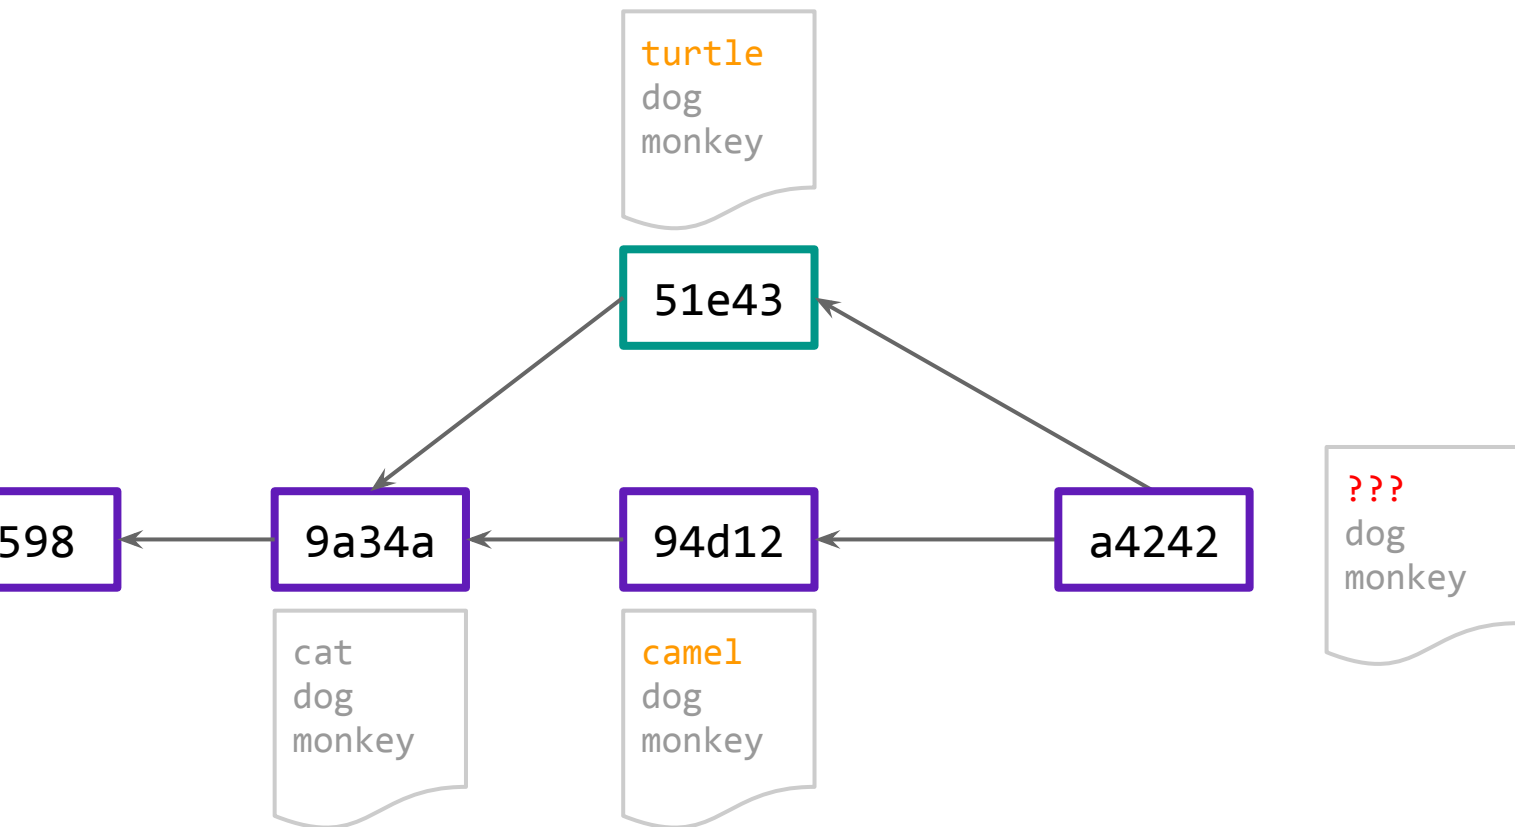 turtle
dog
monkey
51e43
598
9a34a
94d12
a4242
???
dog
monkey
cat
dog
monkey
camel
dog
monkey